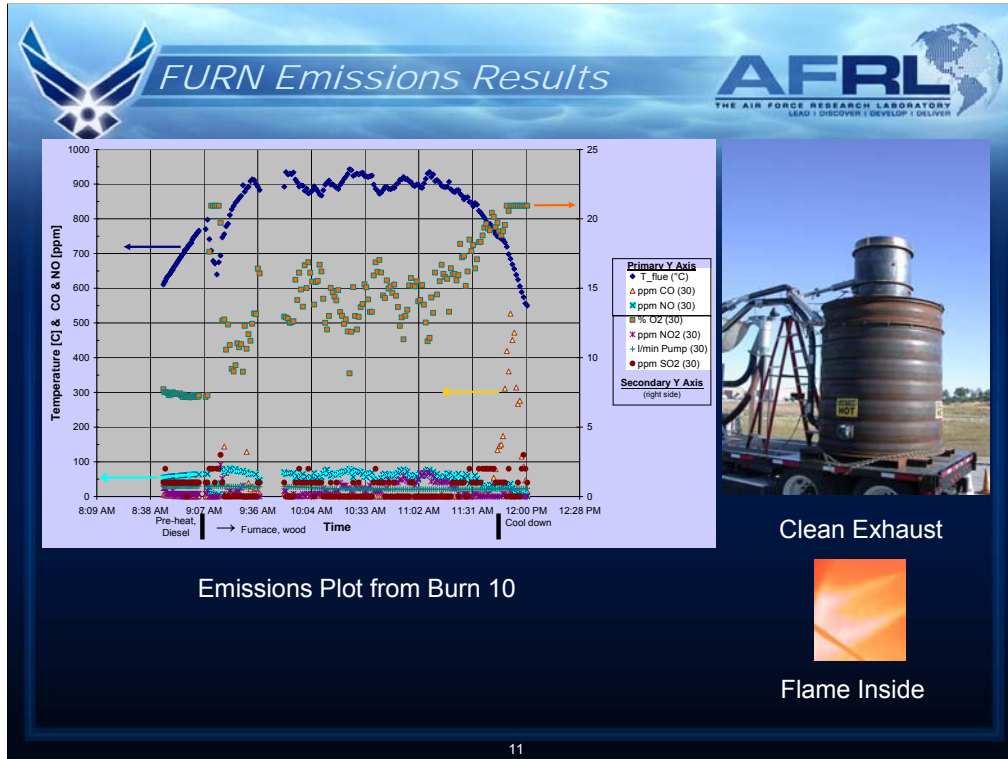 FURN Emissions Results
AFRL
THE AIR FORCE RESEARCH LABORATORY
LEAD | DISCOVER | DEVELOP | DELIVER
1000
900
800
700
600
500
400
300
200
100
0
Temperature [C] & CO & NO [ppm]
25
20
15
10
5
0
8:09 AM 8:38 AM 9:07 AM 9:36 AM 10:04 AM 10:33 AM 11:02 AM 11:31 AM 12:00 PM 12:28 PM
Pre-heat,
Diesel
→ Furnace, wood
Time
Cool down
Primary Y Axis
T_flue (°C)
ppm CO (30)
ppm NO (30)
% O2 (30)
ppm NO2 (30)
l/min Pump (30)
ppm SO2 (30)
Secondary Y Axis
(right side)
HOT
Clean Exhaust
Emissions Plot from Burn 10
Flame Inside
11